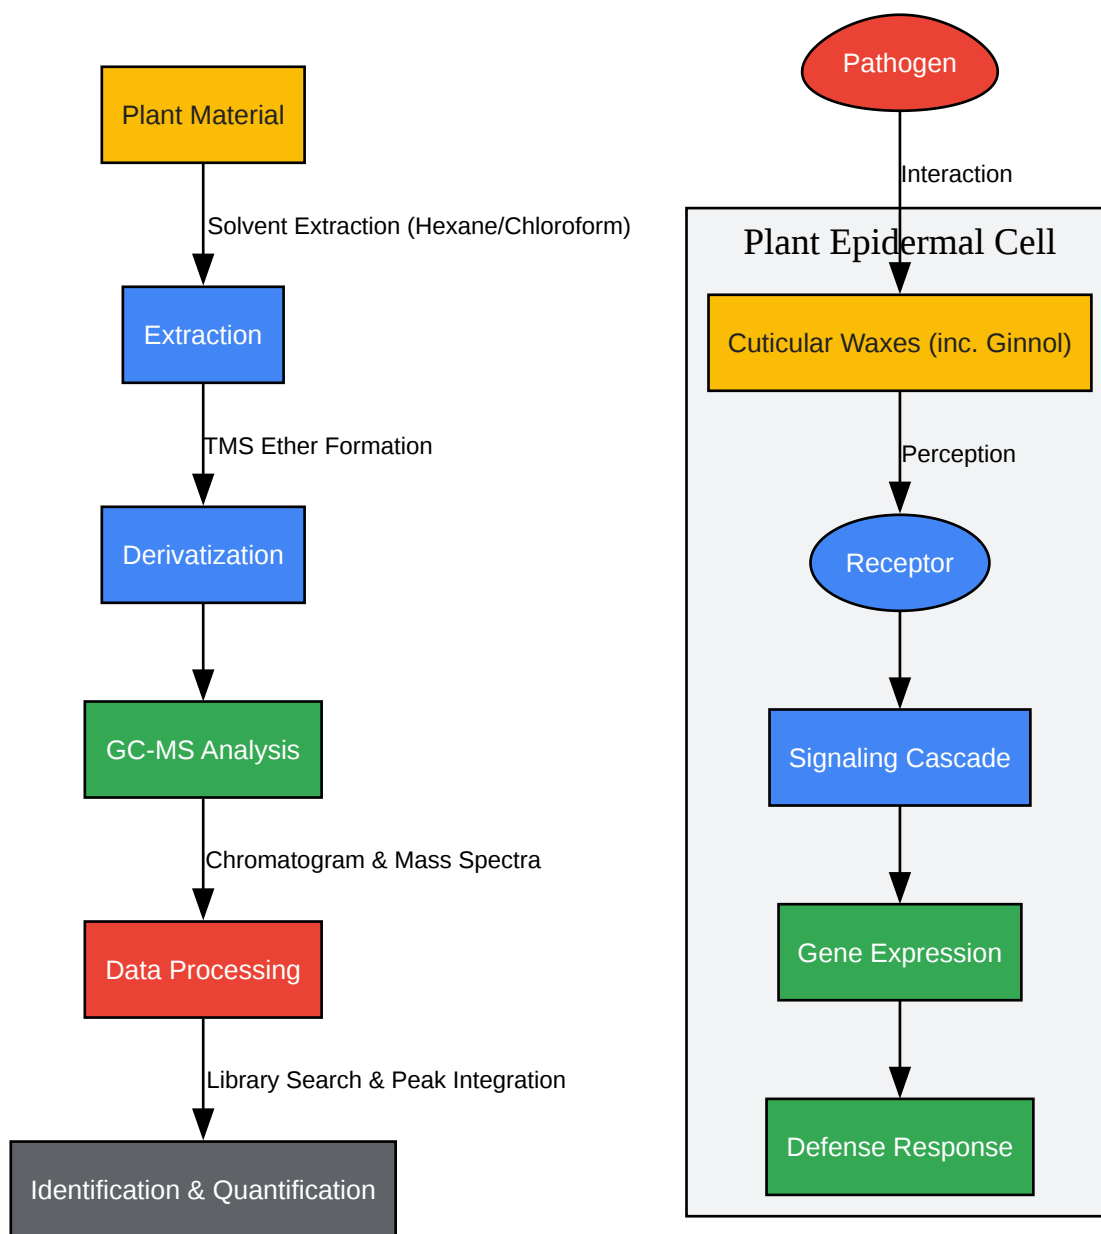 Plant Material
Solvent Extraction (Hexane/Chloroform)
Extraction
TMS Ether Formation
Derivatization
GC-MS Analysis
Chromatogram & Mass Spectra
Data Processing
Library Search & Peak Integration
Identification & Quantification
Pathogen
Interaction
Plant Epidermal Cell
Cuticular Waxes (inc. Ginnol)
Perception
Receptor
Signaling Cascade
Gene Expression
Defense Response